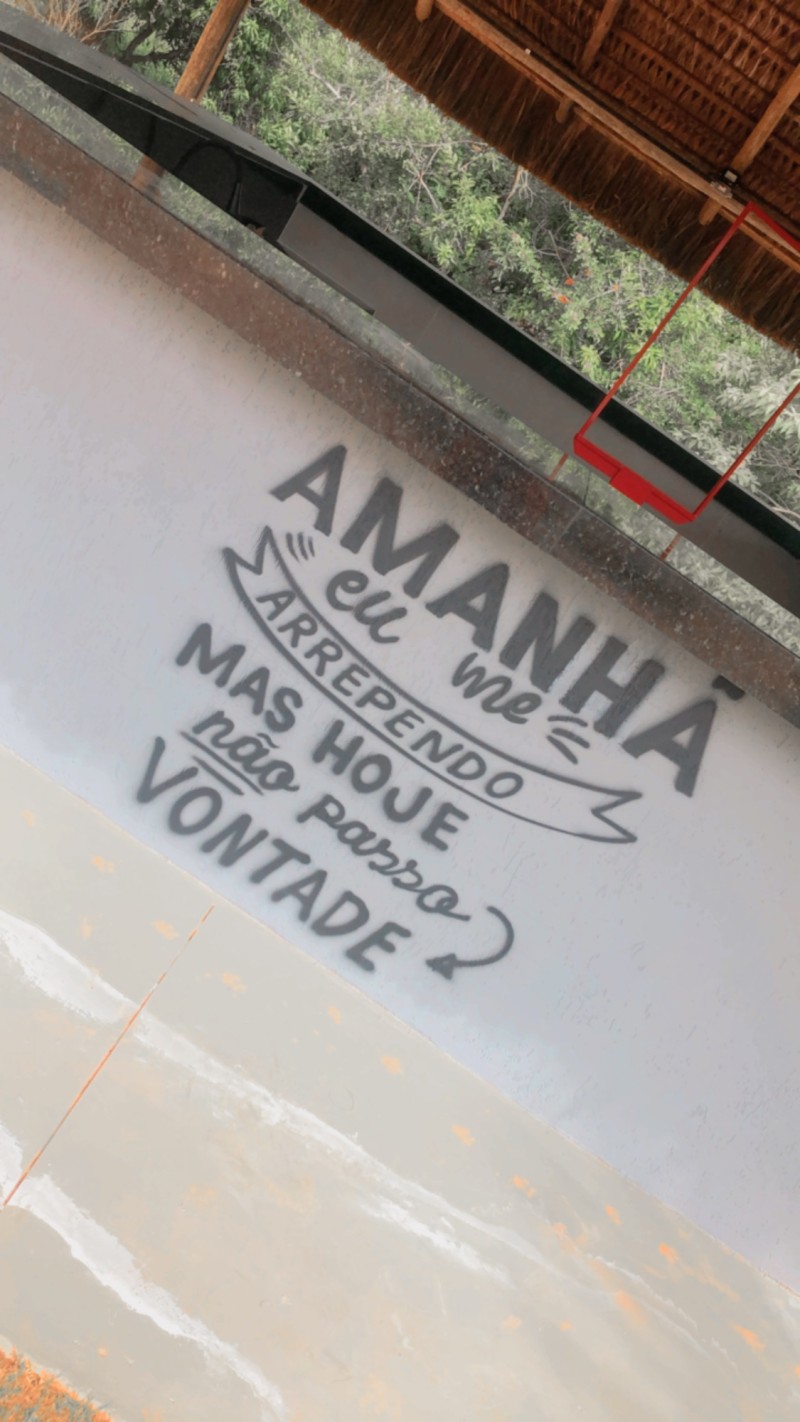 AMANHÃ
eu me
ARREPENDO
MAS HOJE
não passo
VONTADE